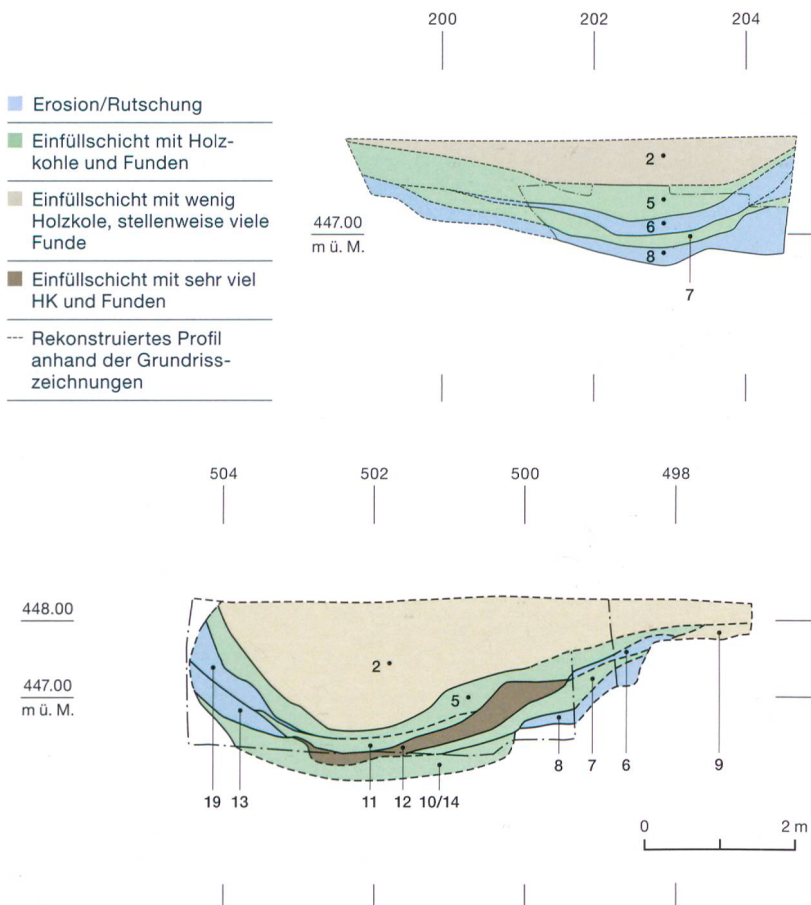 200 202 204
Erosion/Rutschung
Einfüllschicht mit Holz-
kohle und Funden
Einfüllschicht mit wenig
Holzkole, stellenweise viele
Funde
Einfüllschicht mit sehr viel
HK und Funden
Rekonstruiertes Profil
anhand der Grundriss-
zeichnungen
2
5
447.00
m ü. M.
6
8
7
504 502 500 498
448.00
2
447.00
m ü. M.
5
19 13 11 12 10/14 8 7 6 9
0 2 m